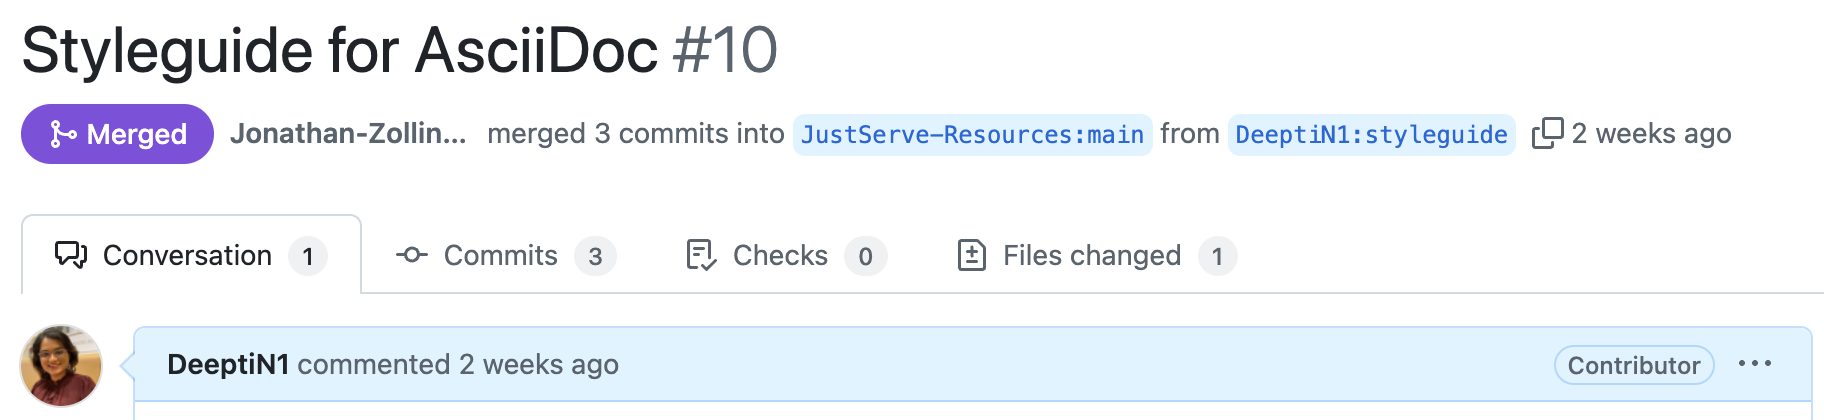 Styleguide for AsciiDoc #10
Merged Jonathan-Zollin... merged 3 commits into JustServe-Resources:main from DeeptiN1:styleguide 2 weeks ago
Conversation 1 Commits 3 Checks 0 Files changed 1
DeeptiN1 commented 2 weeks ago Contributor ...